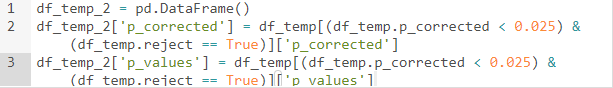 1 df_temp_2 = pd.DataFrame()
2 df_temp_2['p_corrected'] = df_temp[(df_temp.p_corrected < 0.025) &
(df_temp.reject == True)]['p_corrected']
3 df_temp_2['p_values'] = df_temp[(df_temp.p_corrected < 0.025) &
(df_temp.reject == True)]['p_values']